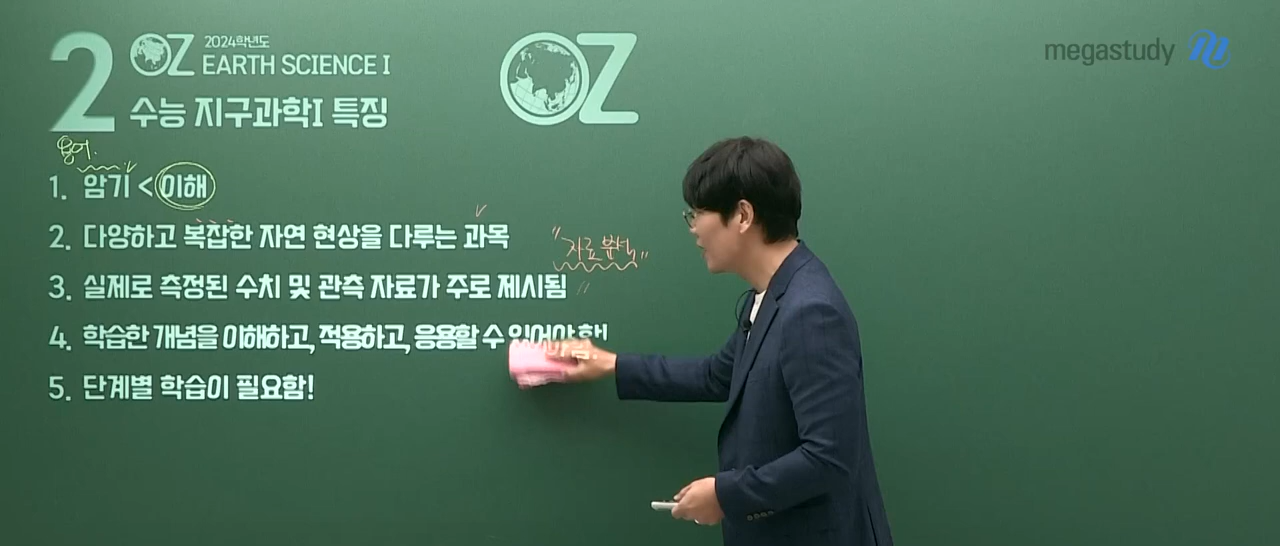 2
OZ 2024학년도
EARTH SCIENCE I
수능 지구과학I 특징
OZ
megastudy
용어.
1. 암기 < 이해
2. 다양하고 복잡한 자연 현상을 다루는 과목
"자료 분석"
3. 실제로 측정된 수치 및 관측 자료가 주로 제시됨
4. 학습한 개념을 이해하고, 적용하고, 응용할 수 있어야 함!
5. 단계별 학습이 필요함!